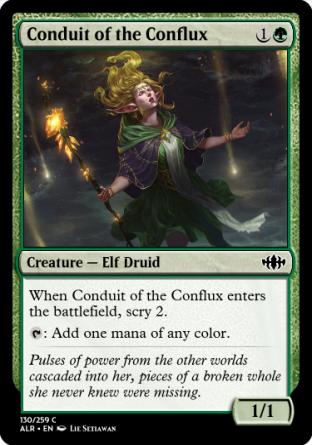 Conduit of the Conflux 1
Creature — Elf Druid
When Conduit of the Conflux enters
the battlefield, scry 2.
: Add one mana of any color.
Pulses of power from the other worlds
cascaded into her, pieces of a broken whole
she never knew were missing.
1/1
130/259 C
ALR • EN Lie Setiawan